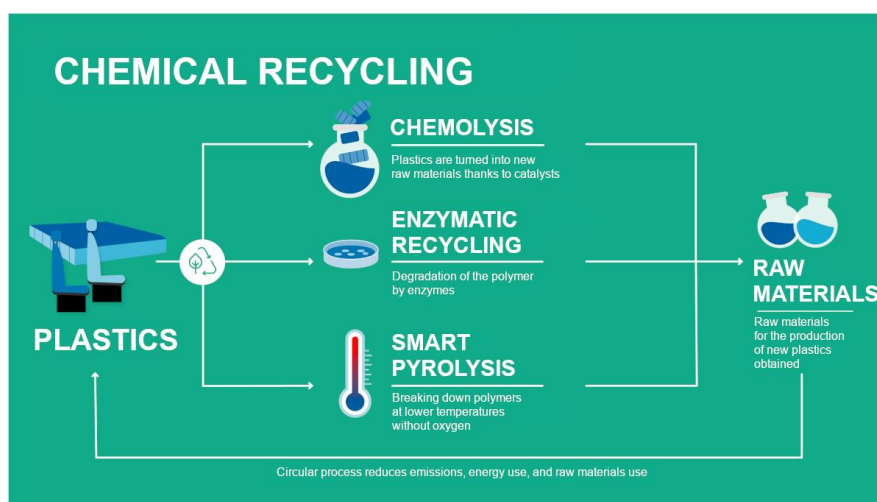 CHEMICAL RECYCLING
CHEMOLYSIS
Plastics are turned into new
raw materials thanks to catalysts
ENZYMATIC
RECYCLING
Degradation of the polymer
by enzymes
SMART
PYROLYSIS
Breaking down polymers
at lower temperatures
without oxygen
PLASTICS
RAW
MATERIALS
Raw materials
for the production
of new plastics
obtained
Circular process reduces emissions, energy use, and raw materials use